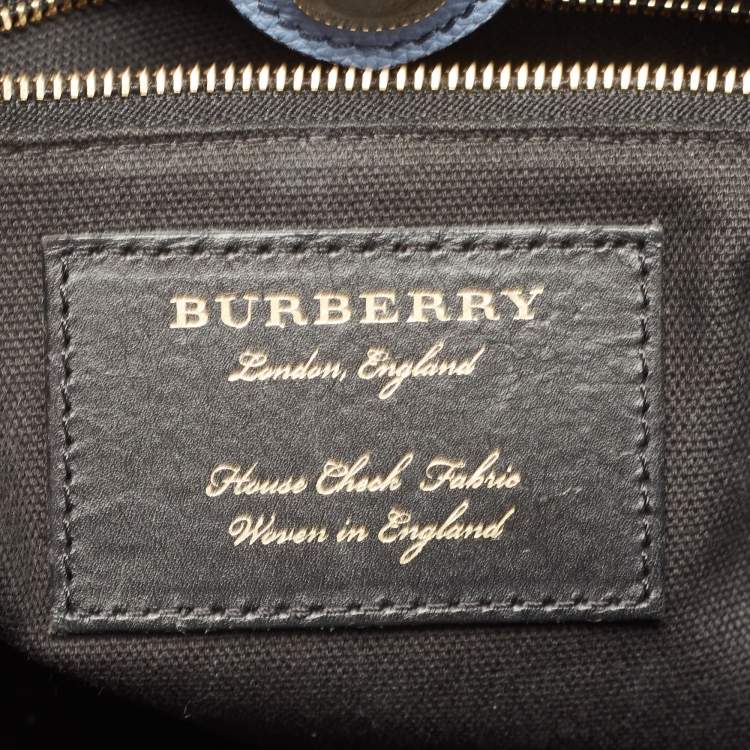 BURBERRY
London, England
House Check Fabric
Woven in England